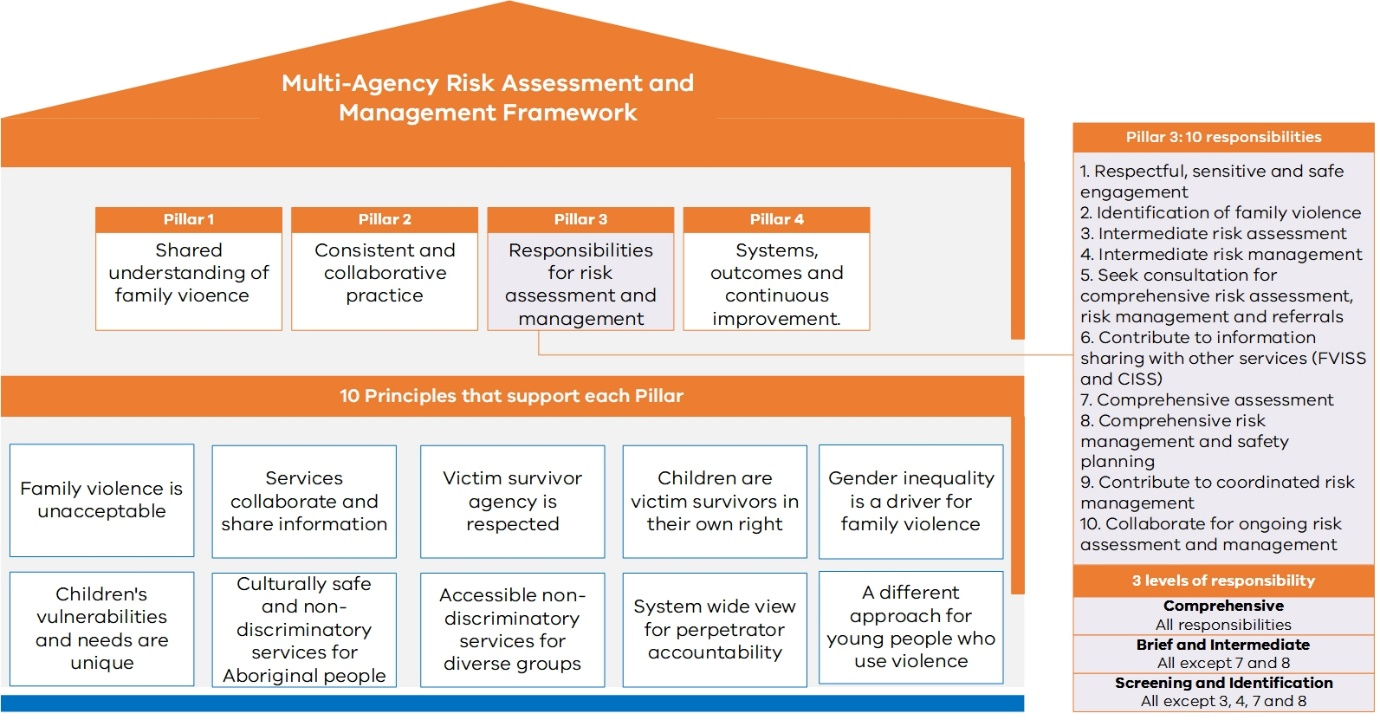 Multi-Agency Risk Assessment and
Management Framework
Pillar 1
Shared
understanding of
family vioence
Pillar 2
Consistent and
collaborative
practice
Pillar 3
Responsibilities
for risk
assessment and
management
Pillar 4
Systems,
outcomes and
continuous
improvement.
10 Principles that support each Pillar
Family violence is
unacceptable
Services
collaborate and
share information
Victim survivor
agency is
respected
Children are
victim survivors in
their own right
Gender inequality
is a driver for
family violence
Children's
vulnerabilities
and needs are
unique
Culturally safe
and non-
discriminatory
services for
Aboriginal people
Accessible non-
discriminatory
services for
diverse groups
System wide view
for perpetrator
accountability
A different
approach for
young people who
use violence
Pillar 3: 10 responsibilities
1. Respectful, sensitive and safe
engagement
2. Identification of family violence
3. Intermediate risk assessment
4. Intermediate risk management
5. Seek consultation for
comprehensive risk assessment,
risk management and referrals
6. Contribute to information
sharing with other services (FVISS
and CISS)
7. Comprehensive assessment
8. Comprehensive risk
management and safety
planning
9. Contribute to coordinated risk
management
10. Collaborate for ongoing risk
assessment and management
3 levels of responsibility
Comprehensive
All responsibilities
Brief and Intermediate
All except 7 and 8
Screening and Identification
All except 3, 4, 7 and 8